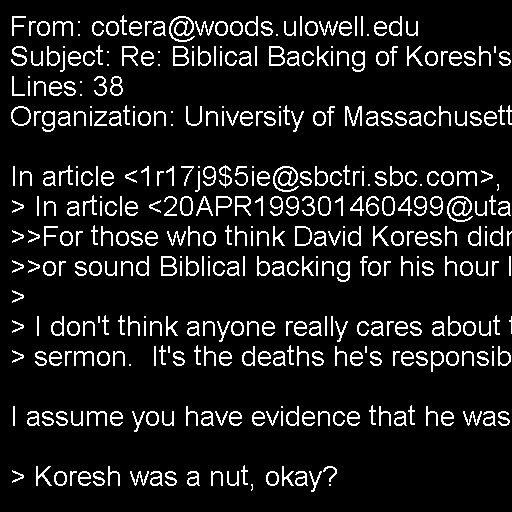 From: cotera@woods.ulowell.edu
Subject: Re: Biblical Backing of Koresh's
Lines: 38
Organization: University of Massachusett
In article <1r17j9$5ie@sbctri.sbc.com>,
> In article <20APR199301460499@uta
>>For those who think David Koresh didn
>>or sound Biblical backing for his hour l
>
> I don't think anyone really cares about t
> sermon.  It's the deaths he's responsib
I assume you have evidence that he was
> Koresh was a nut, okay?